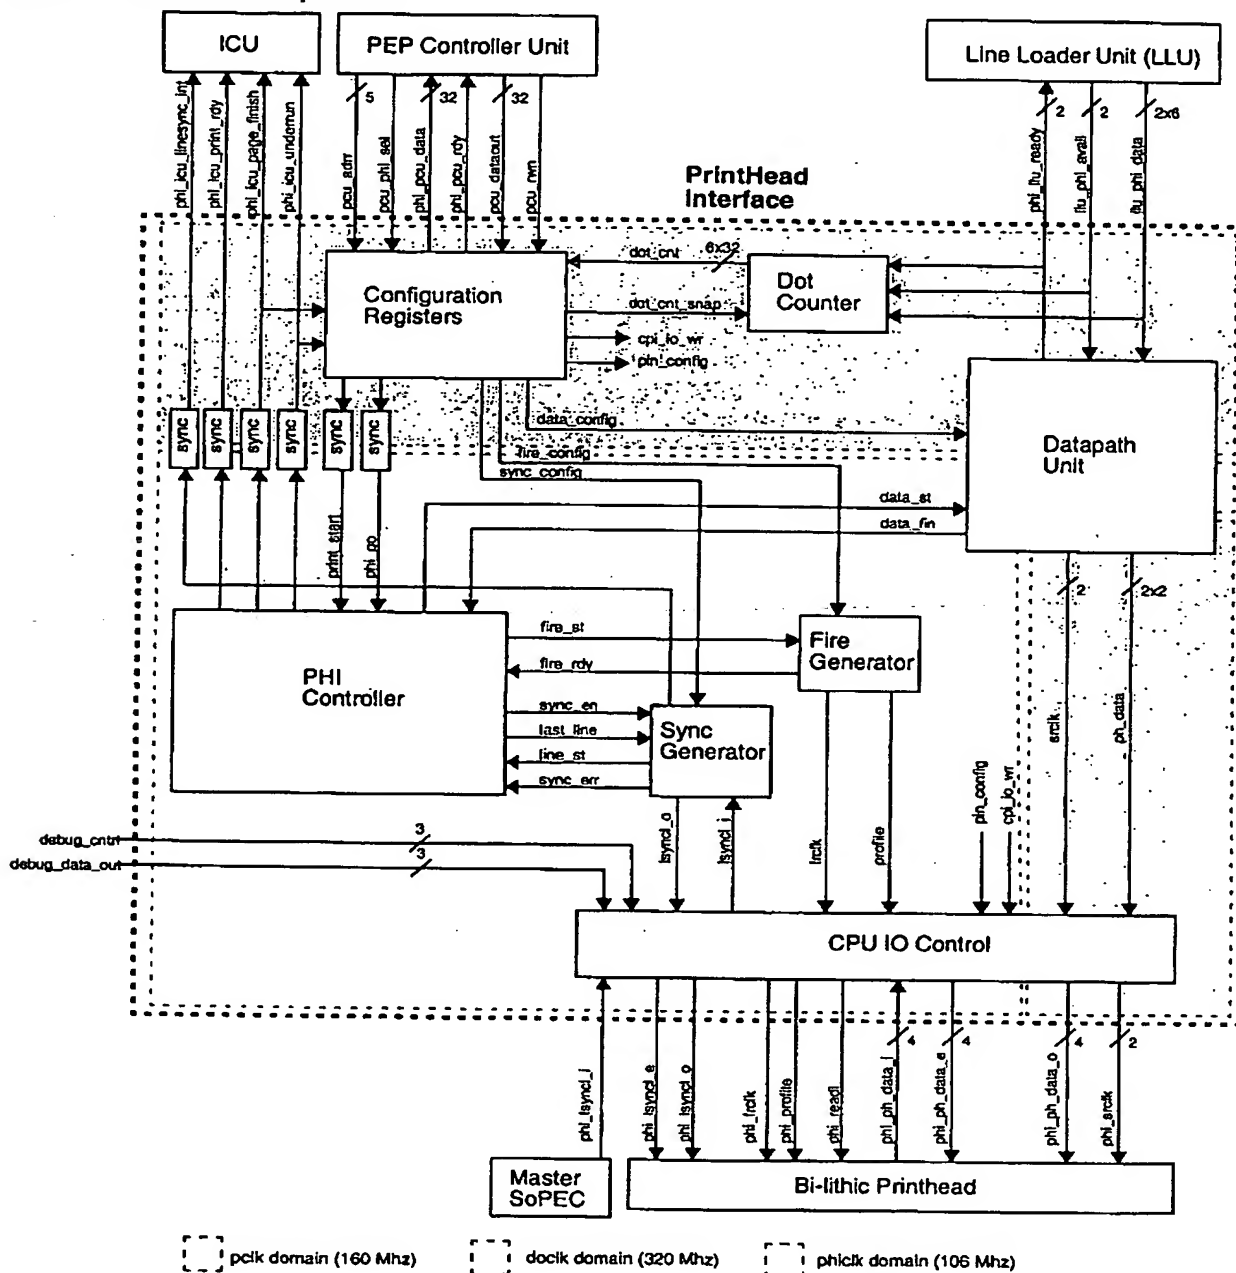 ICU
PEP Controller Unit
Line Loader Unit (LLU)
phi_icu_linesync_int
phi_icu_print_rdy
phi_icu_page_finish
phi_icu_underrun
5
32
32
pcu_adrr
pcu_phi_sel
phi_pcu_data
phi_pcu_rdy
pcu_dataout
pcu_rwn
2
2
2x6
phi_llu_ready
llu_phi_avail
llu_phi_data
PrintHead
Interface
Configuration
Registers
dot_cnt
6x32
Dot
Counter
dot_cnt_snap
cpi_io_wr
pin_config
sync
sync
sync
sync
sync
sync
data_config
fire_config
sync_config
Datapath
Unit
data_st
data_fin
print_start
phi_go
2
2x2
PHI
Controller
fire_st
fire_rdy
Fire
Generator
sync_en
last_line
line_st
sync_err
Sync
Generator
srclk
ph_data
lsyncl_o
lsyncl_i
frclk
profile
pin_config
cpi_io_wr
debug_cntrl
3
debug_data_out
3
CPU IO Control
4
4
4
2
phi_lsyncl_i
phi_lsyncl_e
phi_lsyncl_o
phi_frclk
phi_profile
phi_readl
phi_ph_data_i
phi_ph_data_e
phi_ph_data_o
phi_srclk
Master
SoPEC
Bi-lithic Printhead
pclk domain (160 Mhz)
doclk domain (320 Mhz)
phiclk domain (106 Mhz)